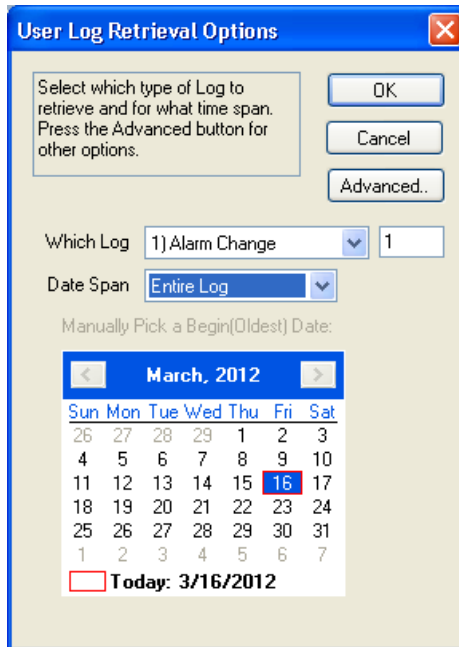 User Log Retrieval Options
Select which type of Log to
retrieve and for what time span.
Press the Advanced button for
other options.
OK
Cancel
Advanced..
Which Log 1) Alarm Change 1
Date Span Entire Log
Manually Pick a Begin(Oldest) Date:
March, 2012
Sun Mon Tue Wed Thu Fri Sat
26 27 28 29 1 2 3
4 5 6 7 8 9 10
11 12 13 14 15 16 17
18 19 20 21 22 23 24
25 26 27 28 29 30 31
1 2 3 4 5 6 7
Today: 3/16/2012